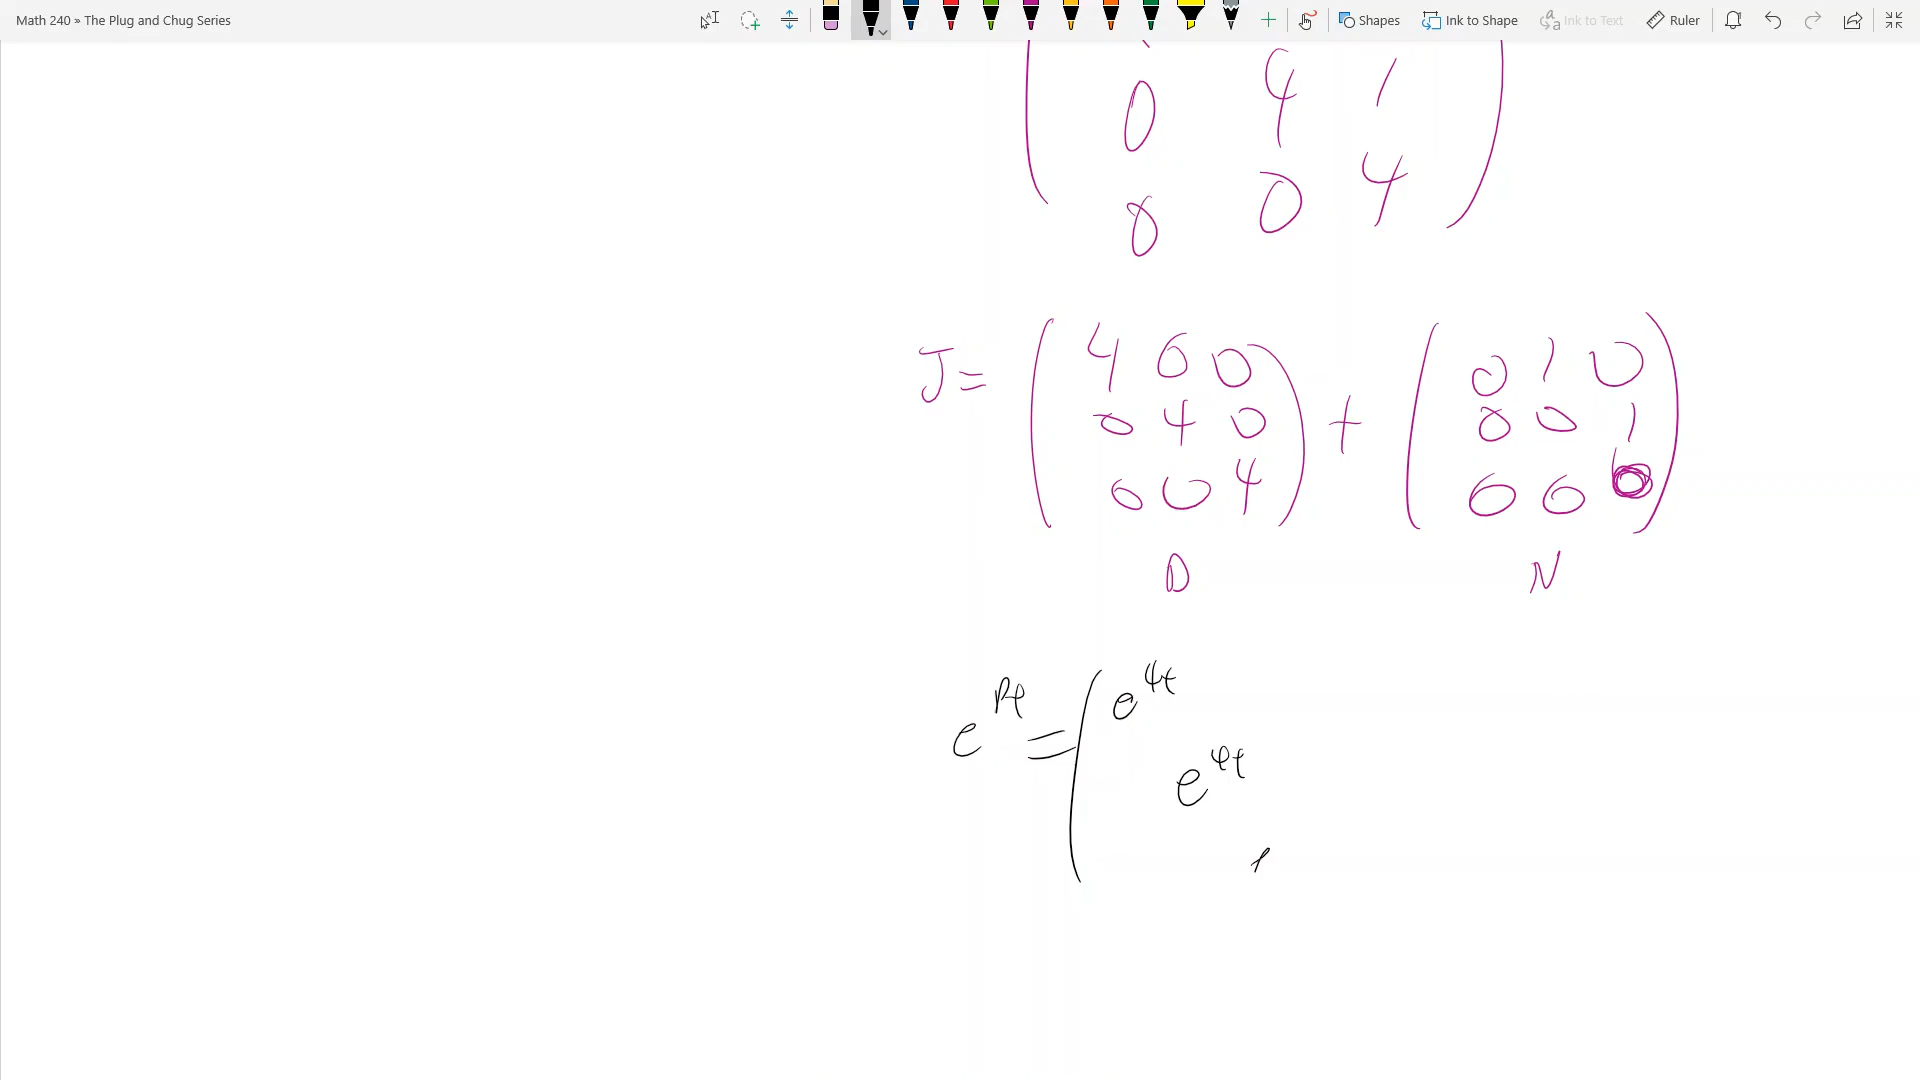 Math 240 » The Plug and Chug Series
Shapes
Ink to Shape
Ink to Text
Ruler
0 4 1
0 0 4
J = ( 4 0 0 ) + ( 0 1 0 )
0 4 0 0 0 1
0 0 4 0 0 0
D N
e^Dt = ( e^4t
e^4t